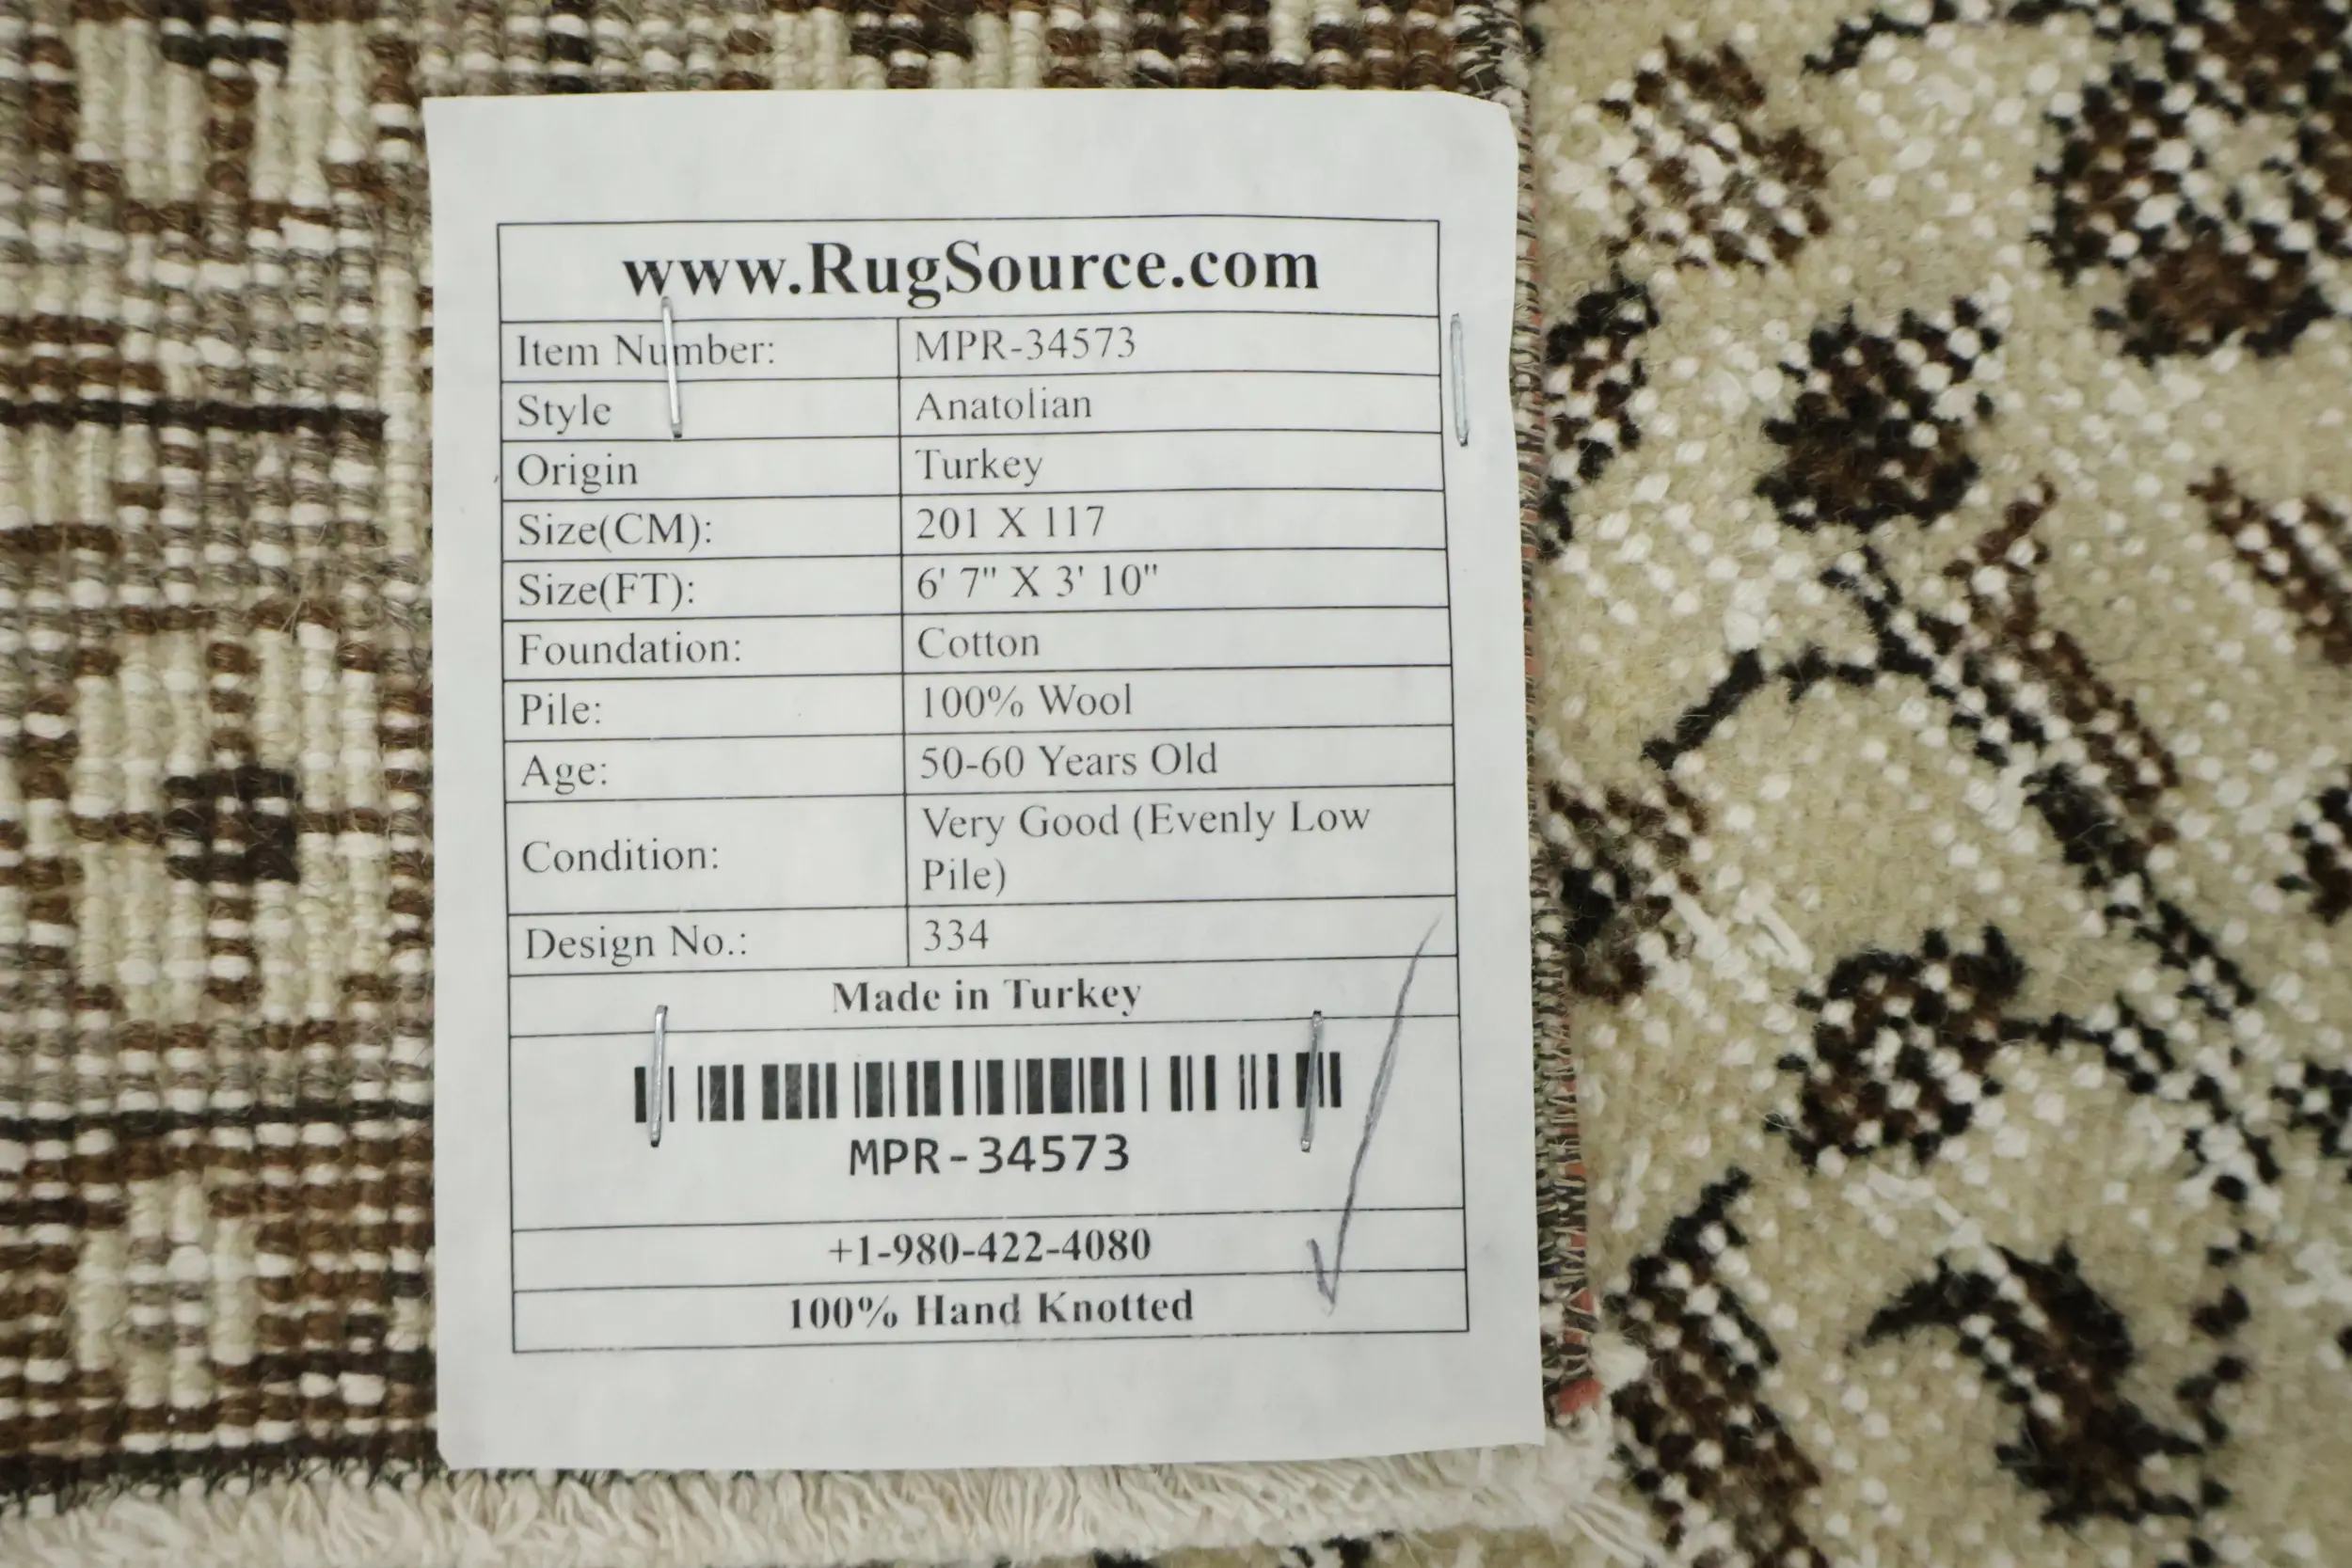 www.RugSource.com
Item Number: MPR-34573
Style Anatolian
Origin Turkey
Size(CM): 201 X 117
Size(FT): 6' 7" X 3' 10"
Foundation: Cotton
Pile: 100% Wool
Age: 50-60 Years Old
Condition: Very Good (Evenly Low
Pile)
Design No.: 334
Made in Turkey
MPR-34573
+1-980-422-4080
100% Hand Knotted